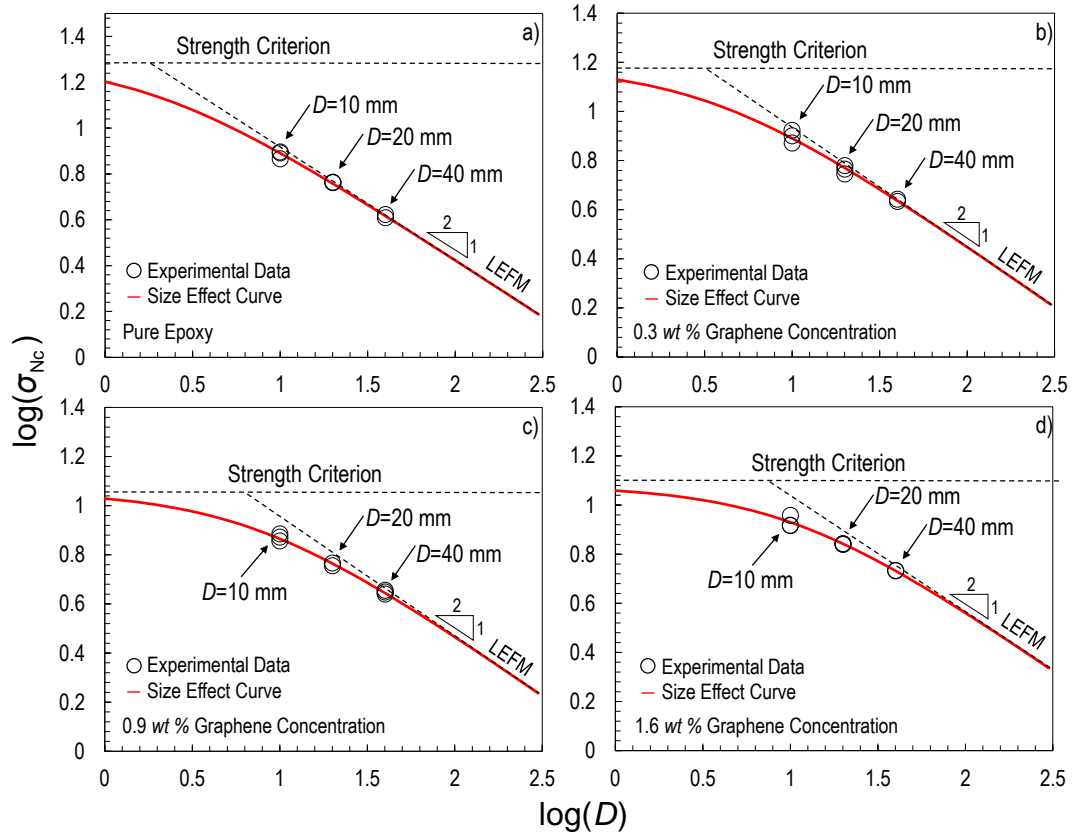 log(σNc)
1.4
1.2
1
0.8
0.6
0.4
0.2
0
a)
Strength Criterion
D=10 mm
D=20 mm
D=40 mm
2
1
LEFM
Experimental Data
Size Effect Curve
Pure Epoxy
0 0.5 1 1.5 2 2.5
1.4
1.2
1
0.8
0.6
0.4
0.2
0
b)
Strength Criterion
D=10 mm
D=20 mm
D=40 mm
2
1
LEFM
Experimental Data
Size Effect Curve
0.3 wt % Graphene Concentration
0 0.5 1 1.5 2 2.5
1.4
1.2
1
0.8
0.6
0.4
0.2
0
c)
Strength Criterion
D=20 mm
D=40 mm
D=10 mm
2
1
LEFM
Experimental Data
Size Effect Curve
0.9 wt % Graphene Concentration
0 0.5 1 1.5 2 2.5
1.4
1.2
1
0.8
0.6
0.4
0.2
0
d)
Strength Criterion
D=20 mm
D=40 mm
D=10 mm
2
1
LEFM
Experimental Data
Size Effect Curve
1.6 wt % Graphene Concentration
0 0.5 1 1.5 2 2.5
log(D)